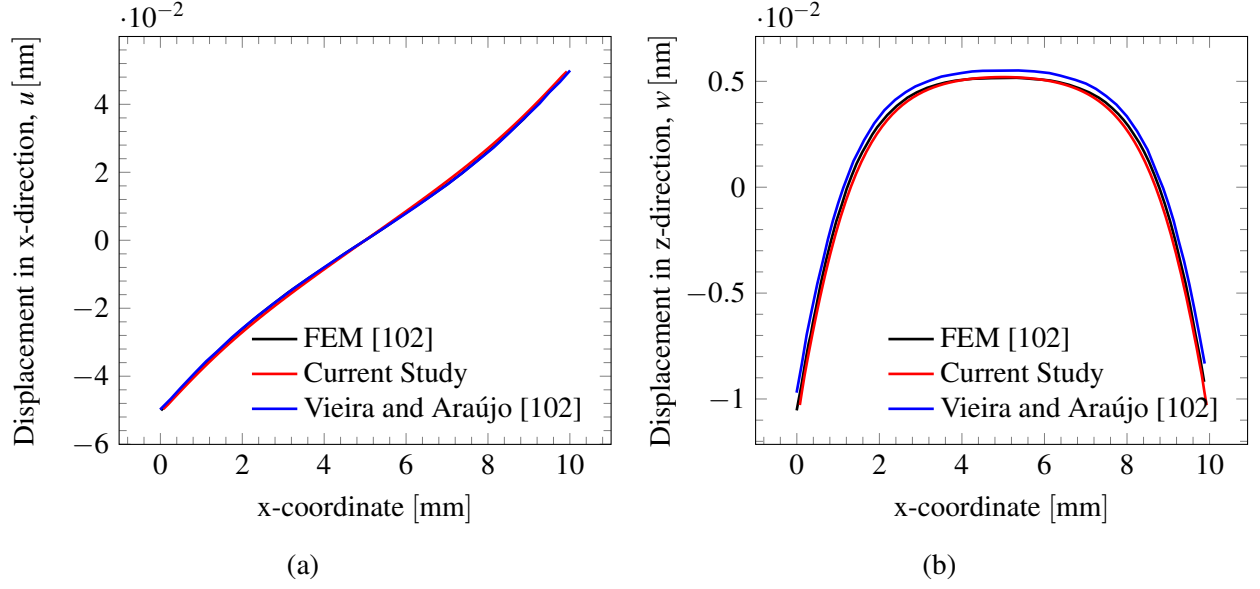 ·10⁻²
4
2
0
−2
−4
−6
Displacement in x-direction, u [nm]
FEM [102]
Current Study
Vieira and Araújo [102]
0 2 4 6 8 10
x-coordinate [mm]
(a)
·10⁻²
0.5
0
−0.5
−1
Displacement in z-direction, w [nm]
FEM [102]
Current Study
Vieira and Araújo [102]
0 2 4 6 8 10
x-coordinate [mm]
(b)